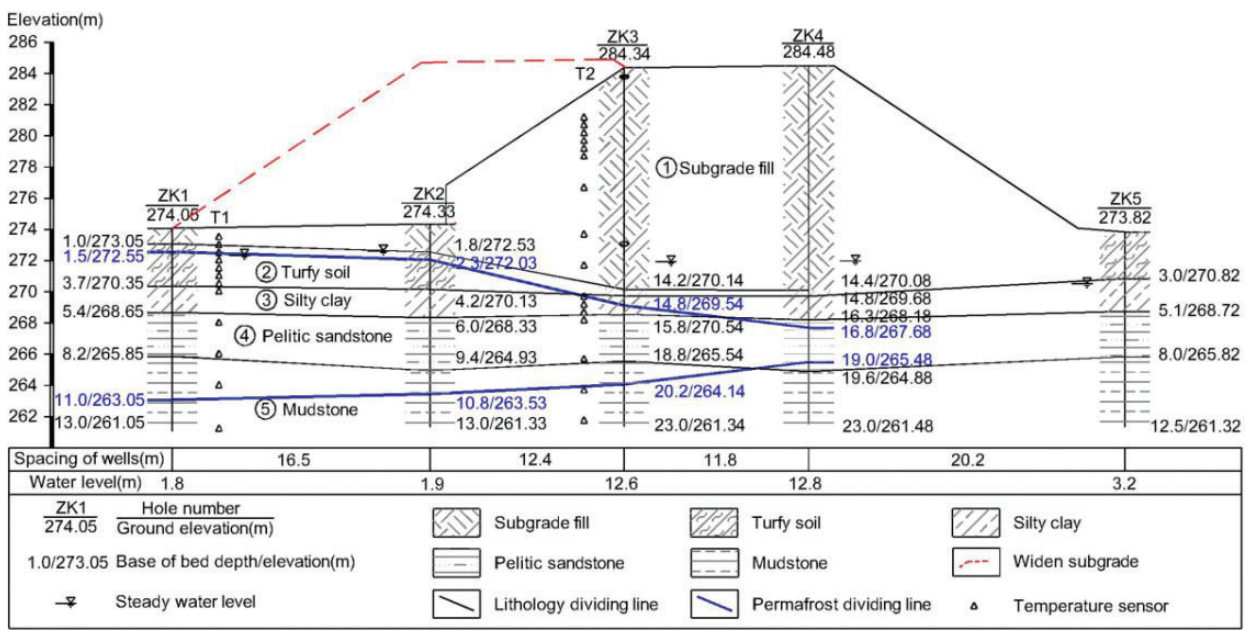 Elevation(m)
286
284
282
280
278
276
274
272
270
268
266
264
262
ZK1
274.05
T1
ZK2
274.33
T2
ZK3
284.34
ZK4
284.48
ZK5
273.82
① Subgrade fill
② Turfy soil
③ Silty clay
④ Pelitic sandstone
⑤ Mudstone
1.0/273.05
1.5/272.55
3.7/270.35
5.4/268.65
8.2/265.85
11.0/263.05
13.0/261.05
1.8/272.53
2.3/272.03
4.2/270.13
6.0/268.33
9.4/264.93
10.8/263.53
13.0/261.33
14.2/270.14
14.8/269.54
15.8/270.54
18.8/265.54
20.2/264.14
23.0/261.34
14.4/270.08
14.8/269.68
16.3/268.18
16.8/267.68
19.0/265.48
19.6/264.88
23.0/261.48
3.0/270.82
5.1/268.72
8.0/265.82
12.5/261.32
Spacing of wells(m) 16.5 12.4 11.8 20.2
Water level(m) 1.8 1.9 12.6 12.8 3.2
ZK1 Hole number
274.05 Ground elevation(m)
1.0/273.05 Base of bed depth/elevation(m)
Steady water level
Subgrade fill
Turfy soil
Silty clay
Pelitic sandstone
Mudstone
Widen subgrade
Lithology dividing line
Permafrost dividing line
Temperature sensor